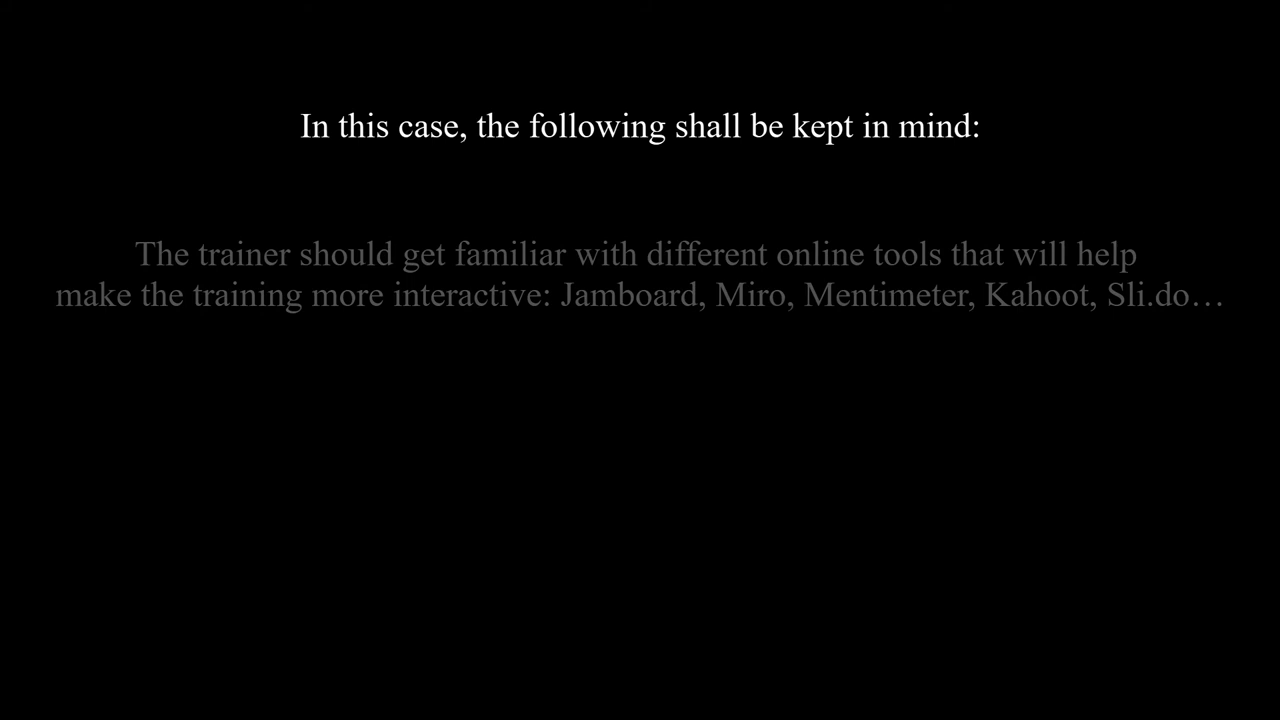 In this case, the following shall be kept in mind:
The trainer should get familiar with different online tools that will help
make the training more interactive: Jamboard, Miro, Mentimeter, Kahoot, Sli.do…